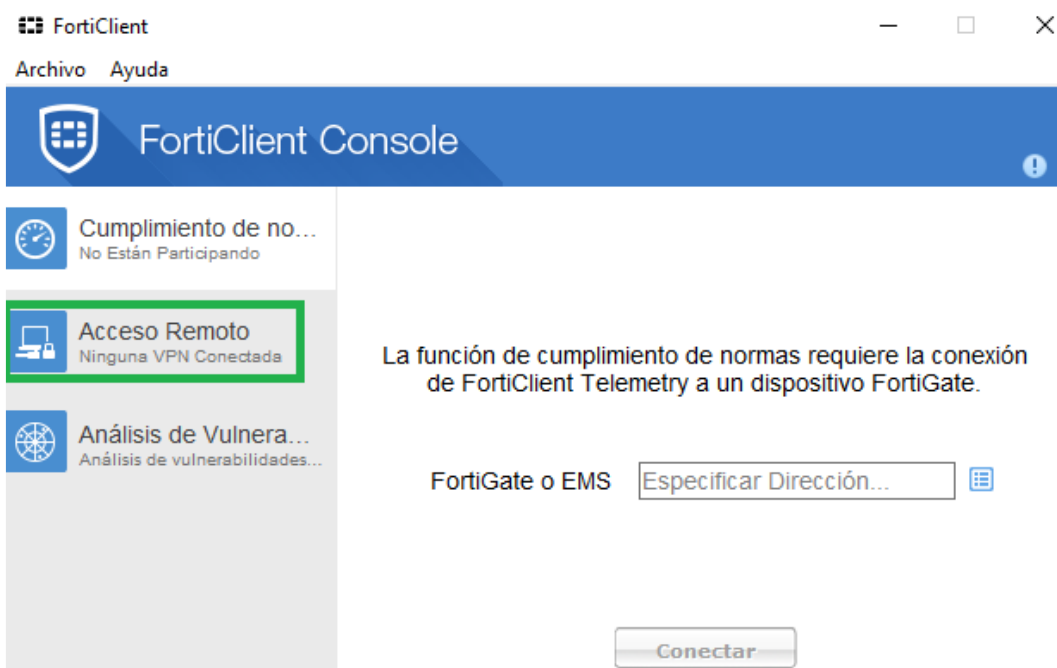 FortiClient
Archivo Ayuda
FortiClient Console
Cumplimiento de no...
No Están Participando
Acceso Remoto
Ninguna VPN Conectada
Análisis de Vulnera...
Análisis de vulnerabilidades...
La función de cumplimiento de normas requiere la conexión
de FortiClient Telemetry a un dispositivo FortiGate.
FortiGate o EMS Especificar Dirección...
Conectar